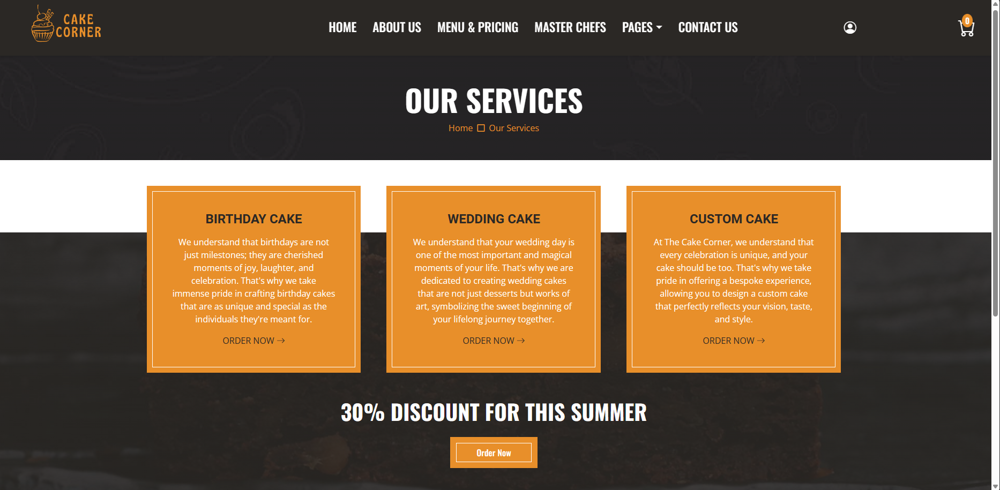 CAKE
CORNER
HOME ABOUT US MENU & PRICING MASTER CHEFS PAGES CONTACT US
0
OUR SERVICES
Home Our Services
BIRTHDAY CAKE
We understand that birthdays are not
just milestones; they are cherished
moments of joy, laughter, and
celebration. That's why we take
immense pride in crafting birthday cakes
that are as unique and special as the
individuals they're meant for.
ORDER NOW →
WEDDING CAKE
We understand that your wedding day is
one of the most important and magical
moments of your life. That's why we are
dedicated to creating wedding cakes
that are not just desserts but works of
art, symbolizing the sweet beginning of
your lifelong journey together.
ORDER NOW →
CUSTOM CAKE
At The Cake Corner, we understand that
every celebration is unique, and your
cake should be too. That's why we take
pride in offering a bespoke experience,
allowing you to design a custom cake
that perfectly reflects your vision, taste,
and style.
ORDER NOW →
30% DISCOUNT FOR THIS SUMMER
Order Now